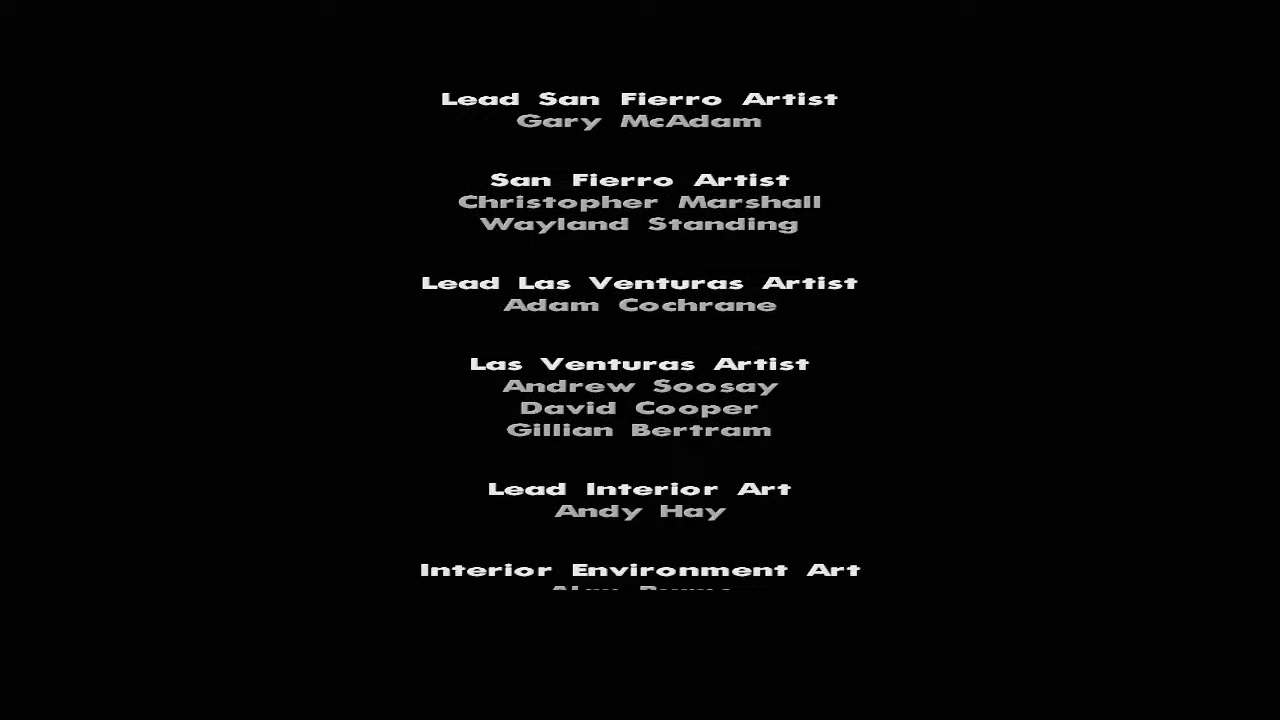 Lead San Fierro Artist
Gary McAdam
San Fierro Artist
Christopher Marshall
Wayland Standing
Lead Las Venturas Artist
Adam Cochrane
Las Venturas Artist
Andrew Soosay
David Cooper
Gillian Bertram
Lead Interior Art
Andy Hay
Interior Environment Art